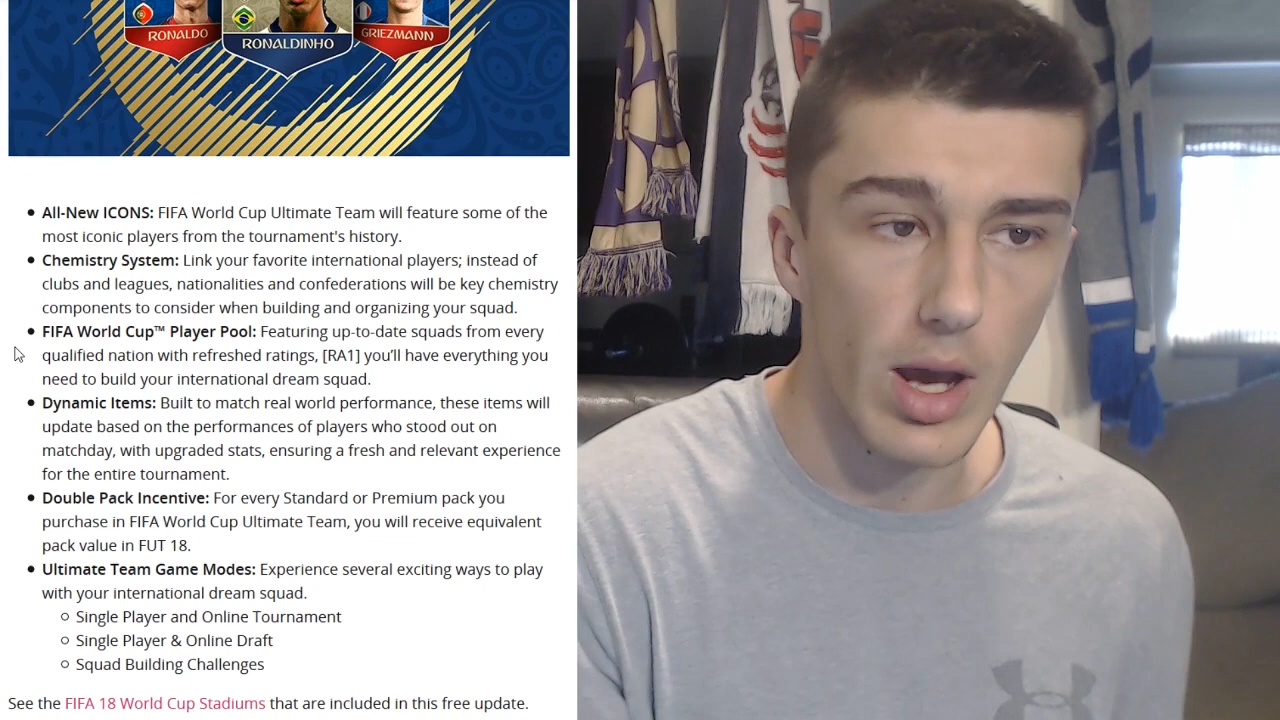 RONALDO
RONALDINHO
GRIEZMANN
All-New ICONS: FIFA World Cup Ultimate Team will feature some of the
most iconic players from the tournament's history.
Chemistry System: Link your favorite international players; instead of
clubs and leagues, nationalities and confederations will be key chemistry
components to consider when building and organizing your squad.
FIFA World Cup™ Player Pool: Featuring up-to-date squads from every
qualified nation with refreshed ratings, [RA1] you’ll have everything you
need to build your international dream squad.
Dynamic Items: Built to match real world performance, these items will
update based on the performances of players who stood out on
matchday, with upgraded stats, ensuring a fresh and relevant experience
for the entire tournament.
Double Pack Incentive: For every Standard or Premium pack you
purchase in FIFA World Cup Ultimate Team, you will receive equivalent
pack value in FUT 18.
Ultimate Team Game Modes: Experience several exciting ways to play
with your international dream squad.
Single Player and Online Tournament
Single Player & Online Draft
Squad Building Challenges
See the FIFA 18 World Cup Stadiums that are included in this free update.